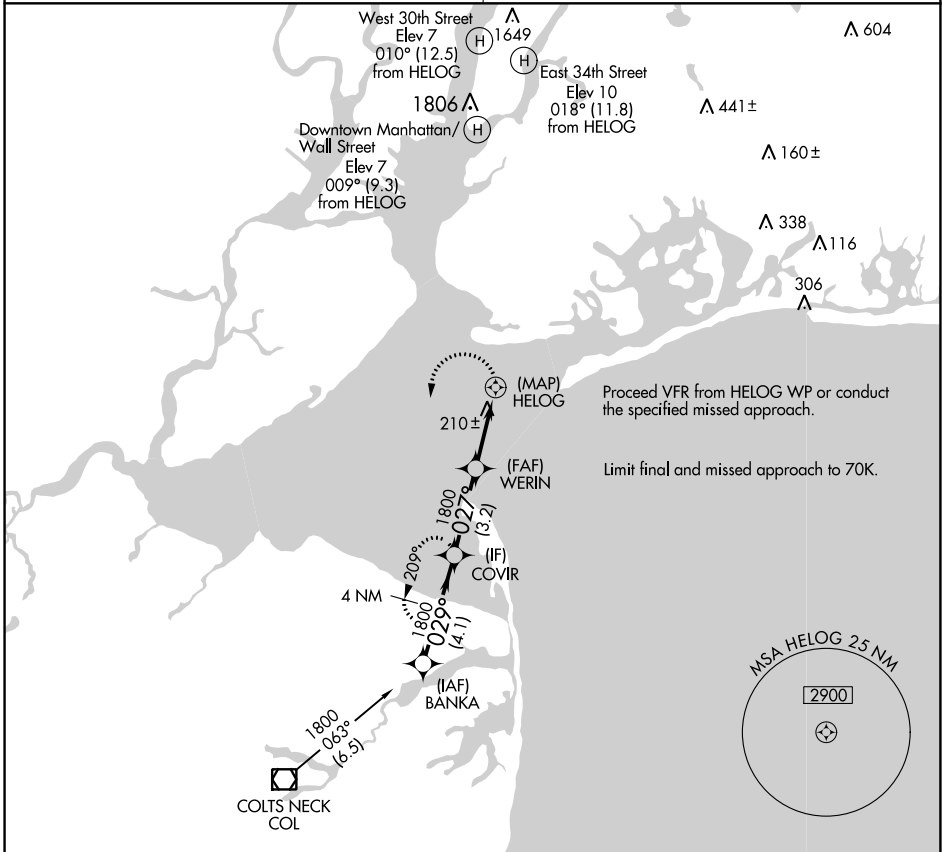 West 30th Street
Elev 7
010° (12.5)
from HELOG
H
1649
604
H
East 34th Street
Elev 10
018° (11.8)
from HELOG
1806
441±
Downtown Manhattan/
Wall Street
Elev 7
009° (9.3)
from HELOG
H
160±
338
116
306
(MAP)
HELOG
210±
Proceed VFR from HELOG WP or conduct
the specified missed approach.
(FAF)
WERIN
Limit final and missed approach to 70K.
1800
027°
(3.2)
(IF)
COVIR
209°
4 NM
1800
029°
(4.1)
(IAF)
BANKA
1800
063°
(6.5)
COLTS NECK
COL
MSA HELOG 25 NM
2900